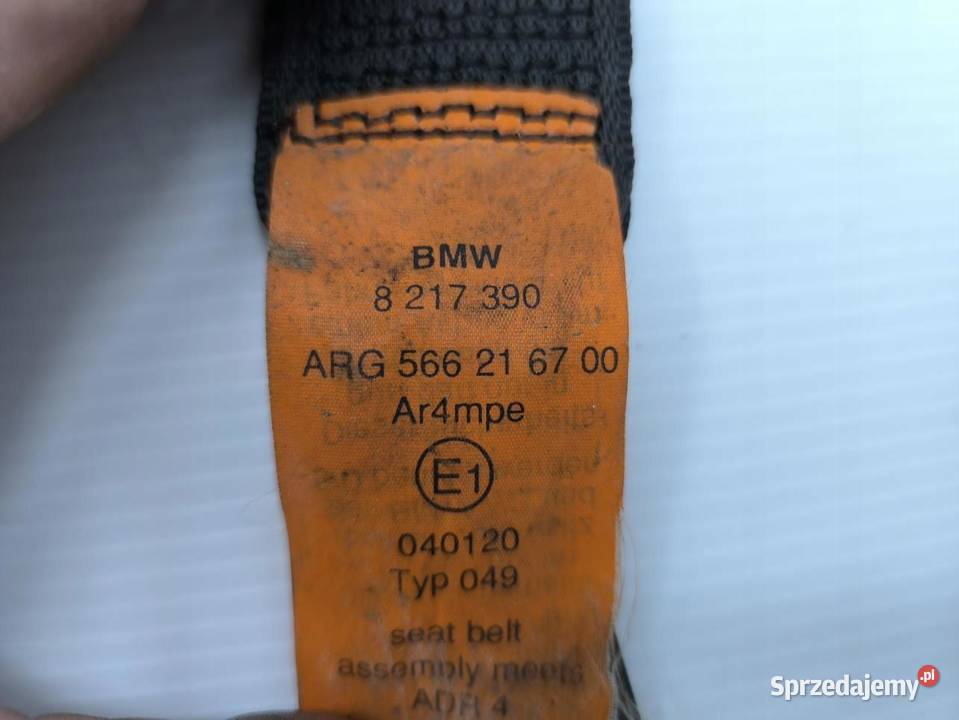 BMW
8 217 390
ARG 566 21 67 00
Ar4mpe
E1
040120
Typ 049
seat belt
assembly meets
ADR 4
Sprzedajemy.pl